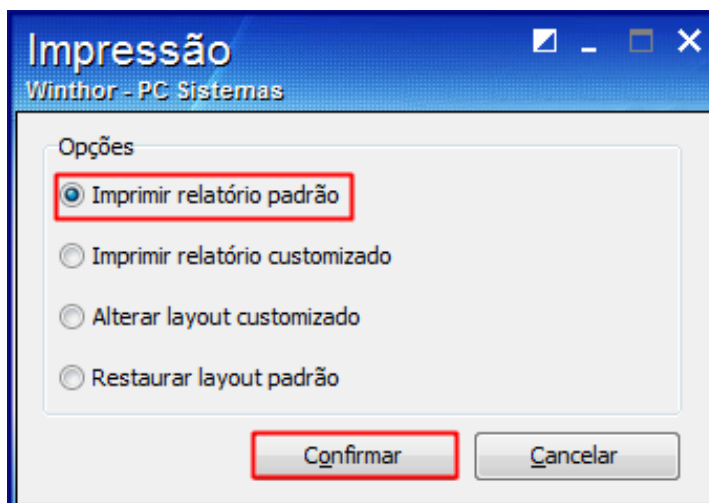 Impressão
Winthor - PC Sistemas
Opções
Imprimir relatório padrão
Imprimir relatório customizado
Alterar layout customizado
Restaurar layout padrão
Confirmar
Cancelar